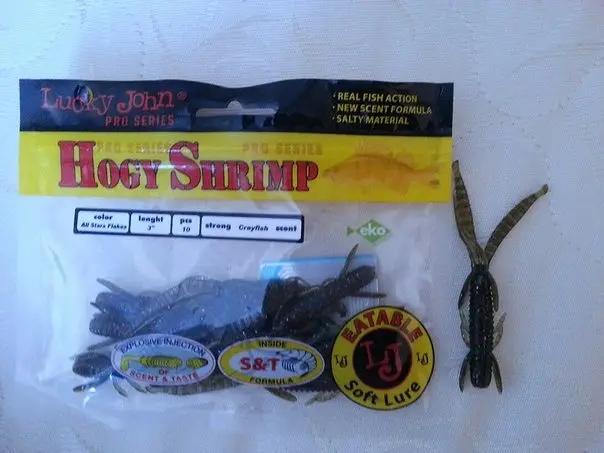 Lucky John®
PRO SERIES
• REAL FISH ACTION
• NEW SCENT FORMULA
• SALTY MATERIAL
PRO SERIES PRO SERIES
HOGY SHRIMP
color lenght pcs strong Crayfish scent
All Stars Flakes 3" 10
eko
EXPLOSIVE INJECTION
OF
SCENT & TASTE
INSIDE
S&T
FORMULA
EATABLE
LJ LJ LJ
Soft Lure